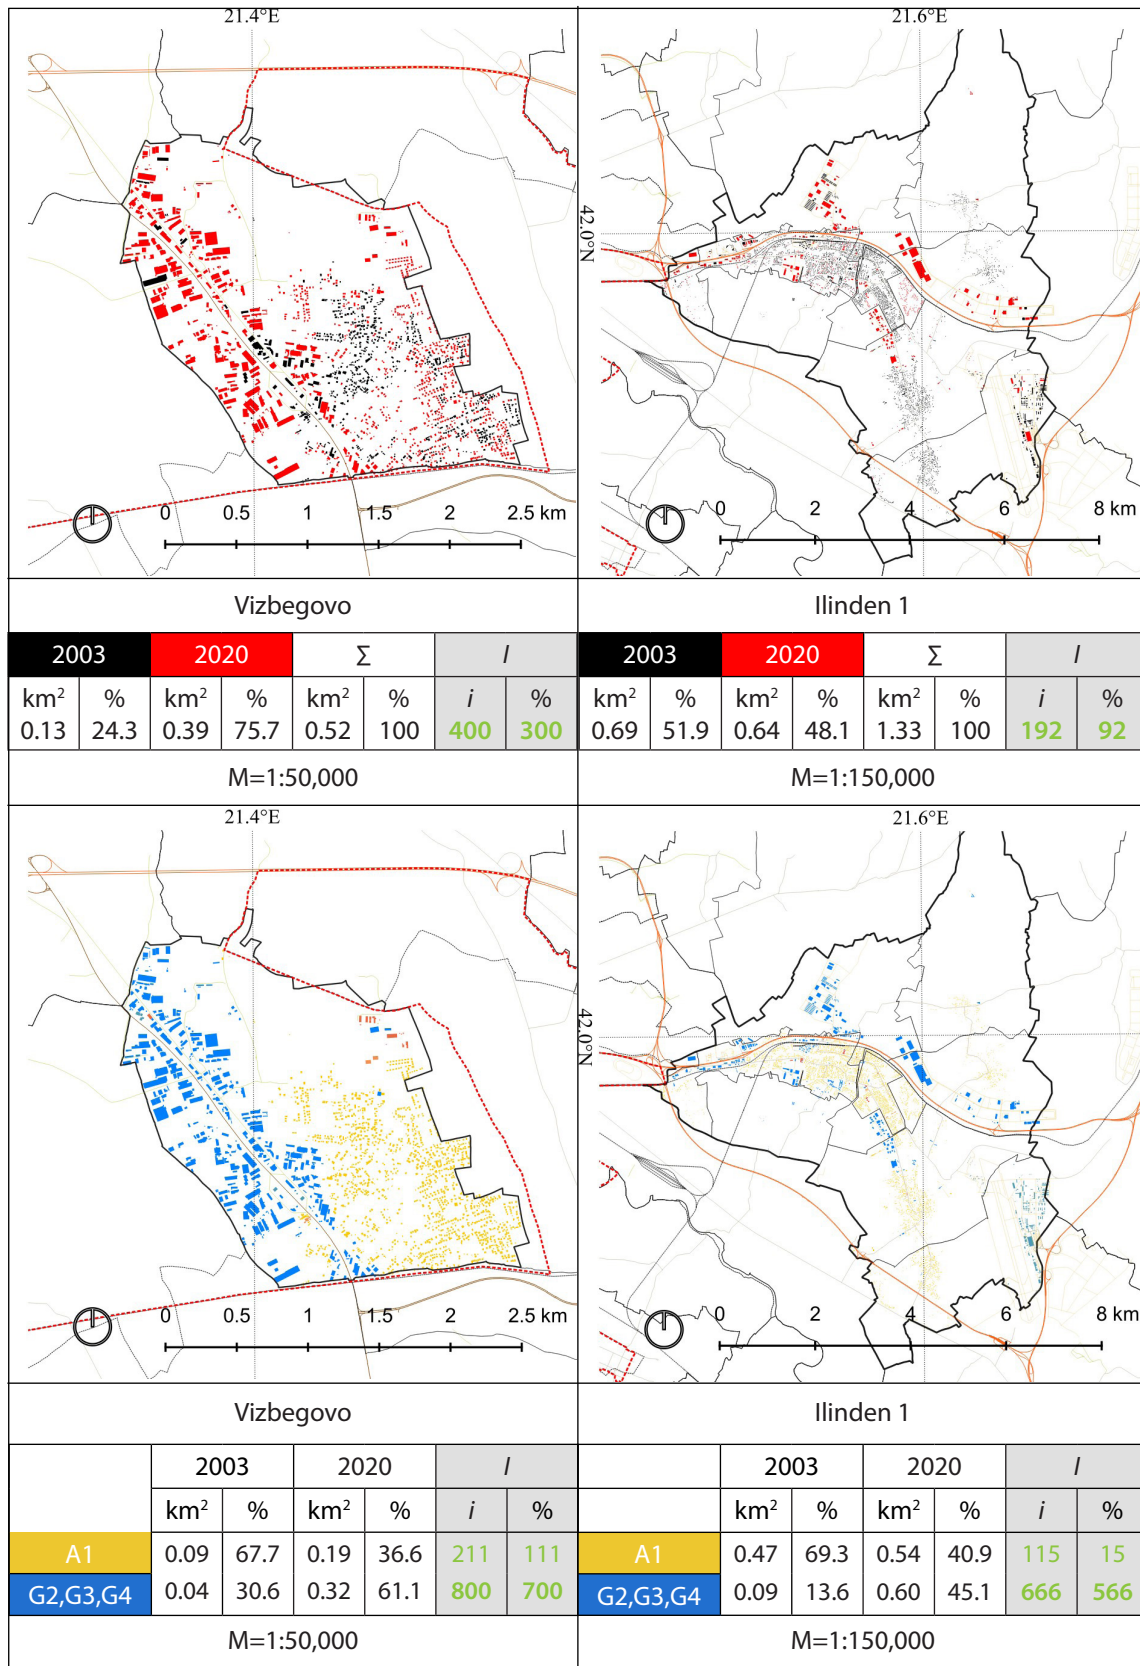 21.4°E
21.6°E
42.0°N
0 0.5 1 1.5 2 2.5 km
0 2 4 6 8 km
Vizbegovo
Ilinden 1
2003 2020 Σ I
km² % km² % km² % i %
0.13 24.3 0.39 75.7 0.52 100 400 300
2003 2020 Σ I
km² % km² % km² % i %
0.69 51.9 0.64 48.1 1.33 100 192 92
M=1:50,000
M=1:150,000
21.4°E
21.6°E
42.0°N
0 0.5 1 1.5 2 2.5 km
0 2 4 6 8 km
Vizbegovo
Ilinden 1
2003 2020 I
km² % km² % i %
A1 0.09 67.7 0.19 36.6 211 111
G2,G3,G4 0.04 30.6 0.32 61.1 800 700
2003 2020 I
km² % km² % i %
A1 0.47 69.3 0.54 40.9 115 15
G2,G3,G4 0.09 13.6 0.60 45.1 666 566
M=1:50,000
M=1:150,000